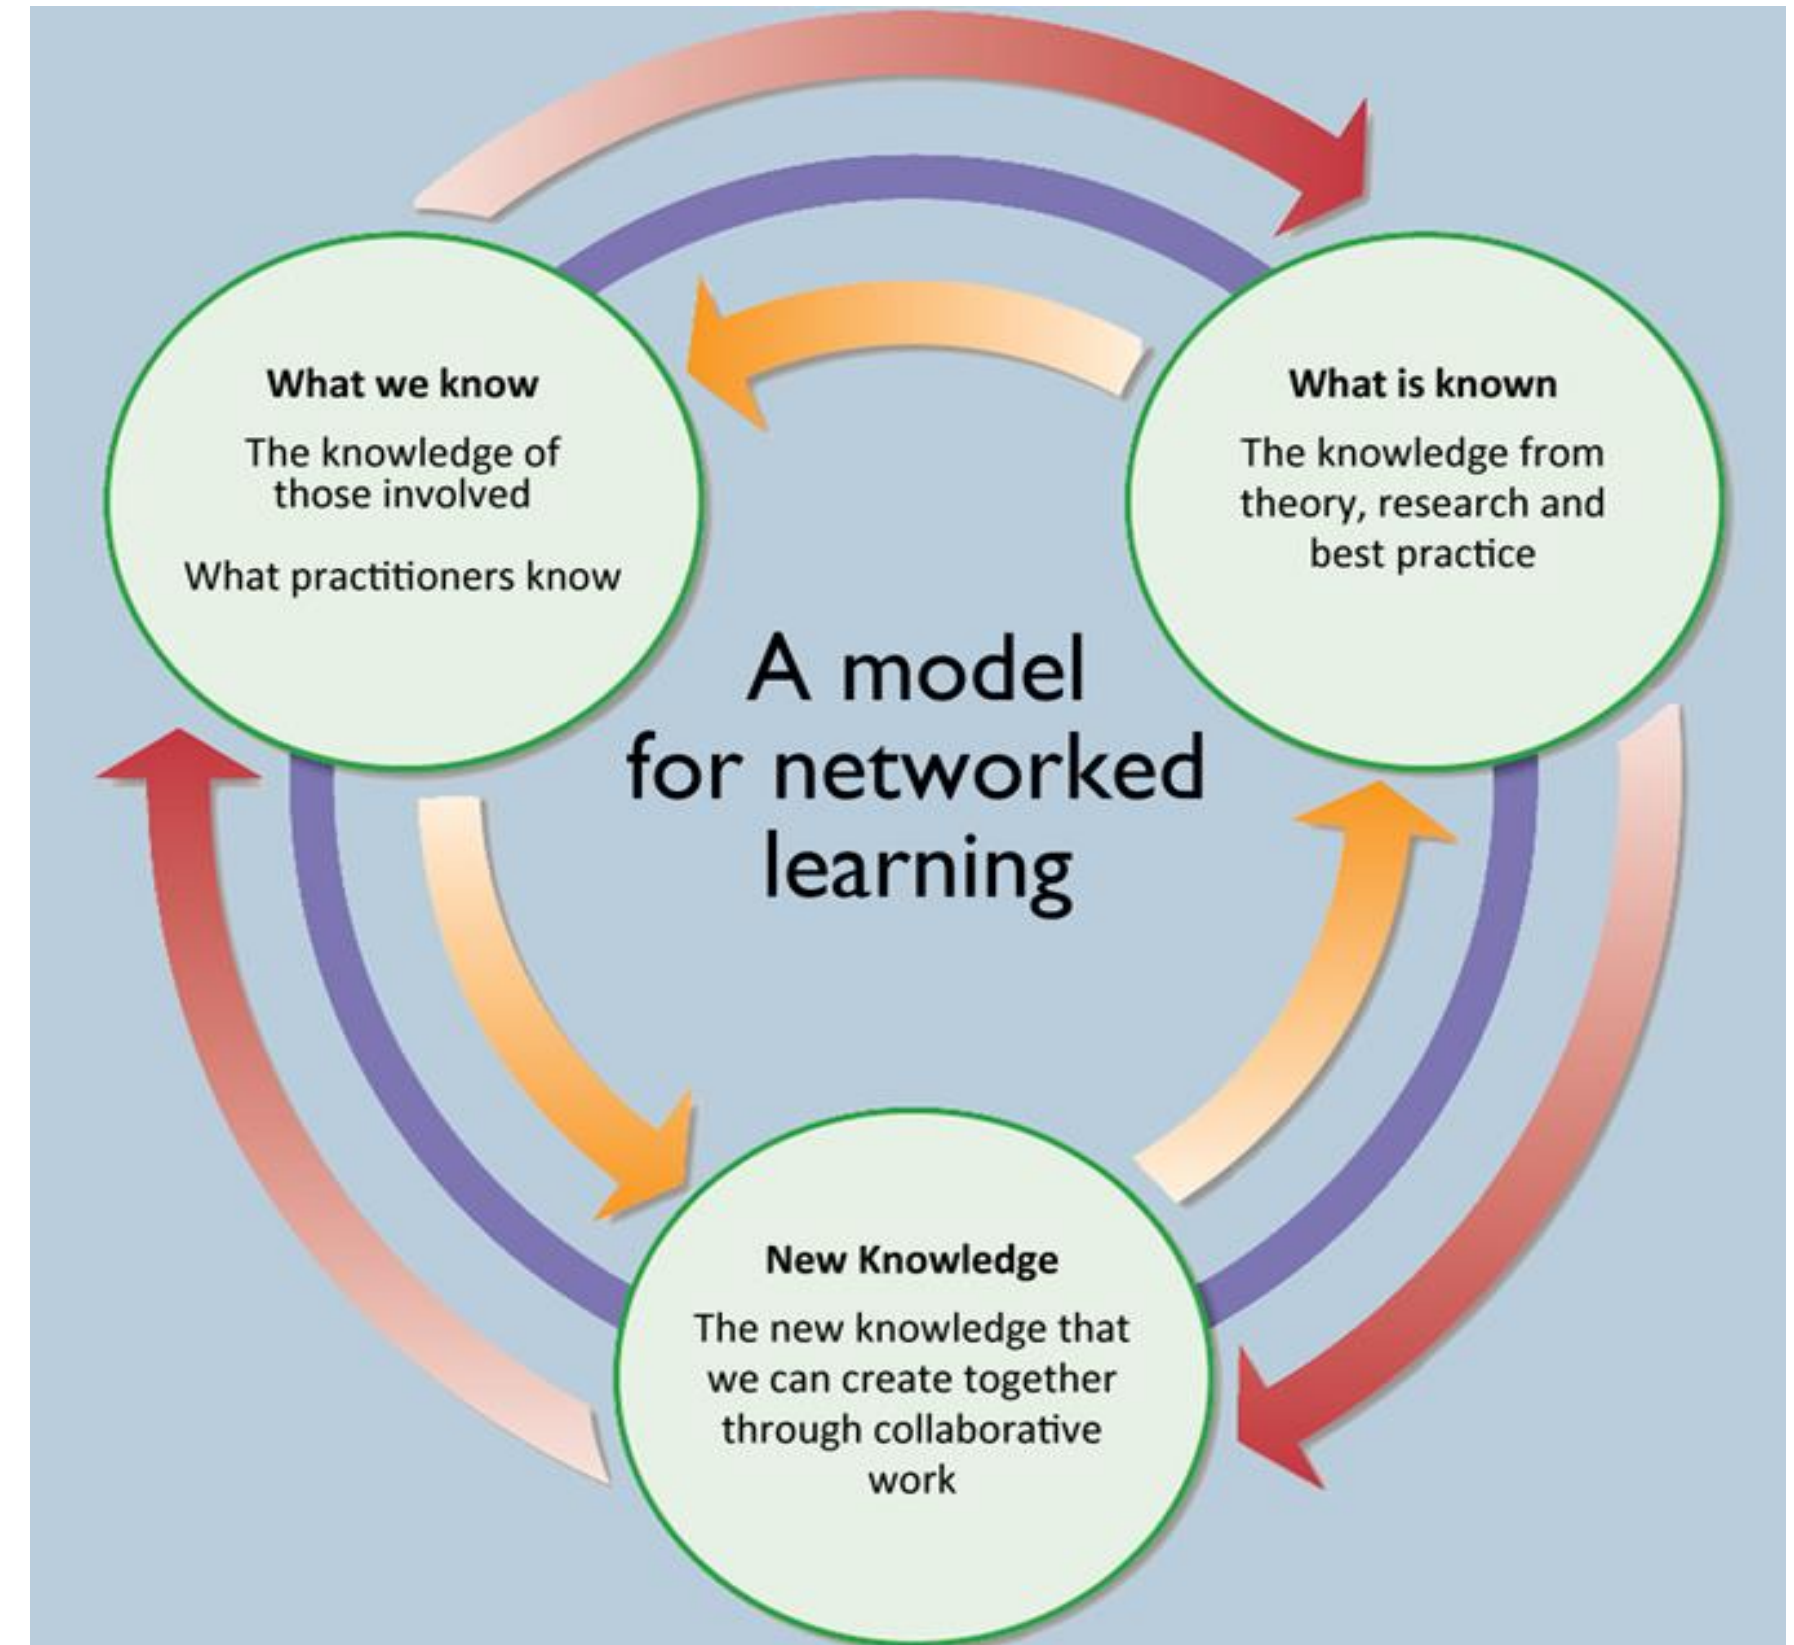 What we know
The knowledge of
those involved
What practitioners know
What is known
The knowledge from
theory, research and
best practice
A model
for networked
learning
New Knowledge
The new knowledge that
we can create together
through collaborative
work